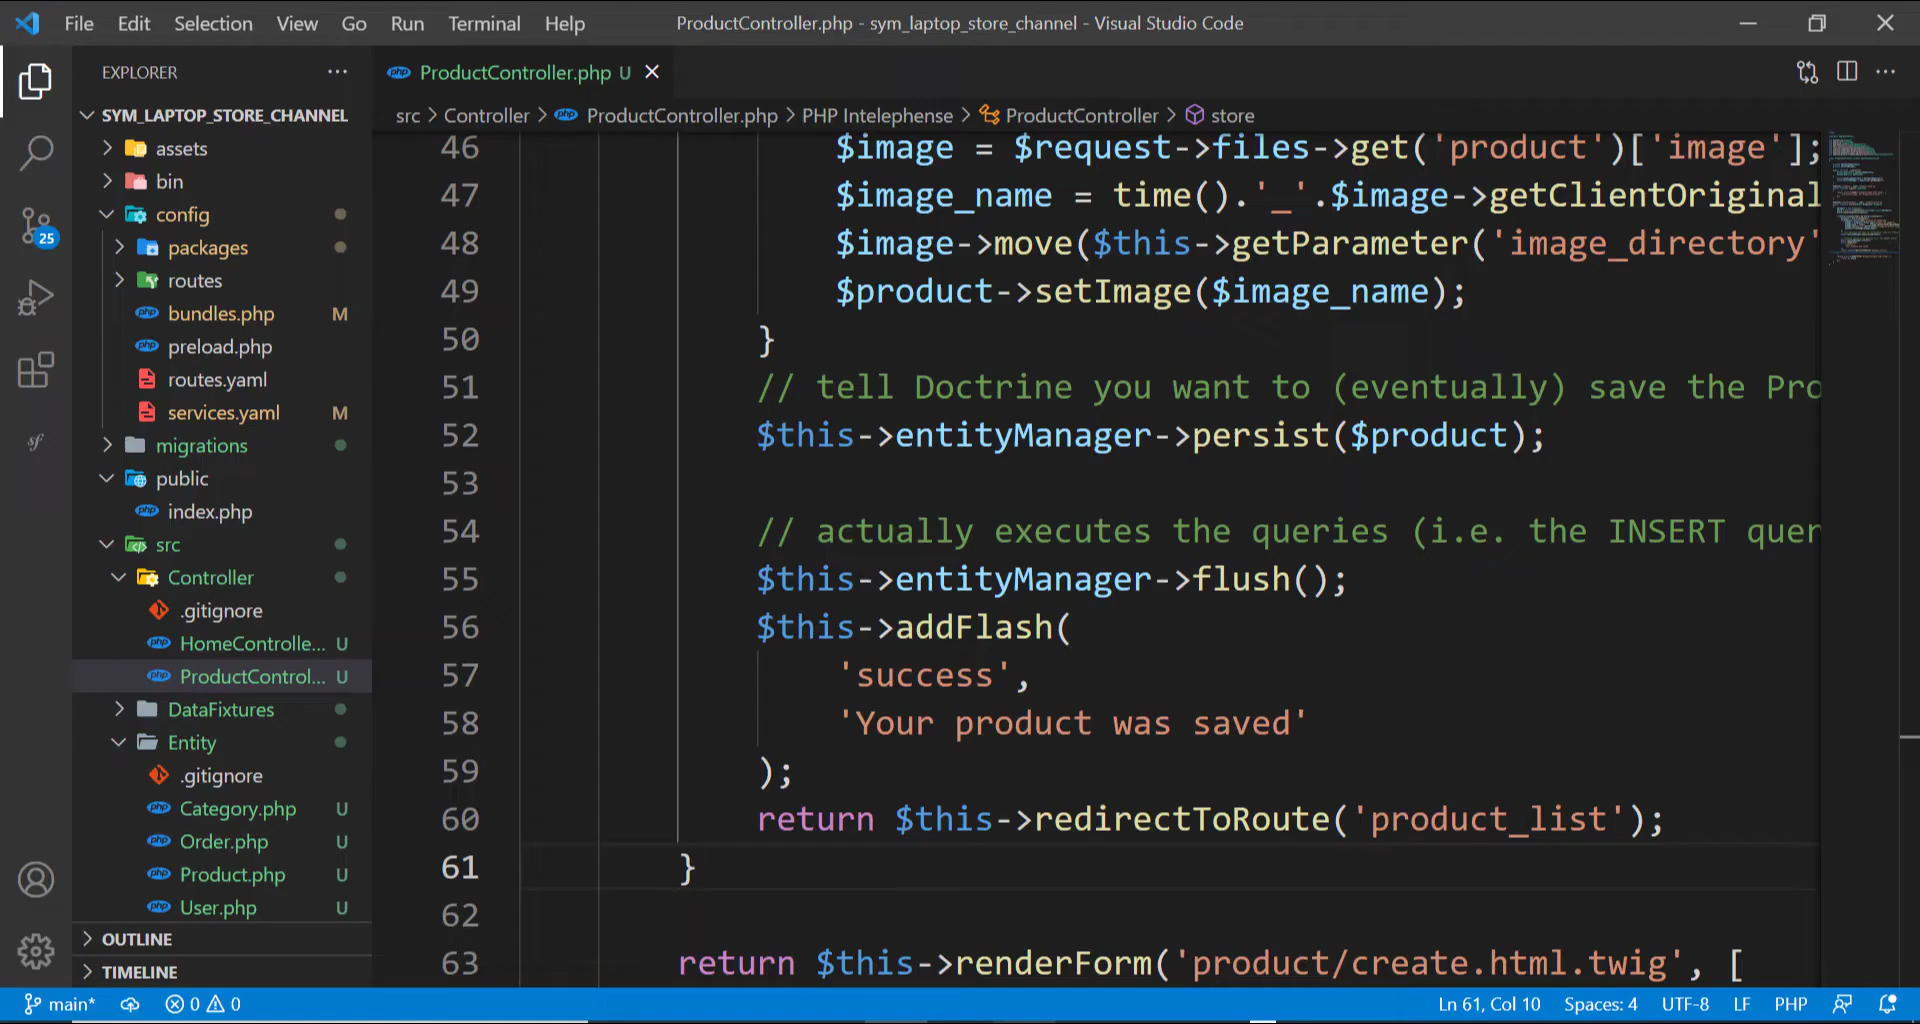 File Edit Selection View Go Run Terminal Help
ProductController.php - sym_laptop_store_channel - Visual Studio Code
EXPLORER
SYM_LAPTOP_STORE_CHANNEL
assets
bin
config
packages
routes
bundles.php M
preload.php
routes.yaml
services.yaml M
migrations
public
index.php
src
Controller
.gitignore
HomeControlle... U
ProductControl... U
DataFixtures
Entity
.gitignore
Category.php U
Order.php U
Product.php U
User.php U
OUTLINE
TIMELINE
25
ProductController.php U
src > Controller > ProductController.php > PHP Intelephense > ProductController > store
46 $image = $request->files->get('product')['image'];
47 $image_name = time().'_'.$image->getClientOriginal
48 $image->move($this->getParameter('image_directory'
49 $product->setImage($image_name);
50 }
51 // tell Doctrine you want to (eventually) save the Pro
52 $this->entityManager->persist($product);
53
54 // actually executes the queries (i.e. the INSERT quer
55 $this->entityManager->flush();
56 $this->addFlash(
57 'success',
58 'Your product was saved'
59 );
60 return $this->redirectToRoute('product_list');
61 }
62
63 return $this->renderForm('product/create.html.twig', [
main* 0 0
Ln 61, Col 10 Spaces: 4 UTF-8 LF PHP